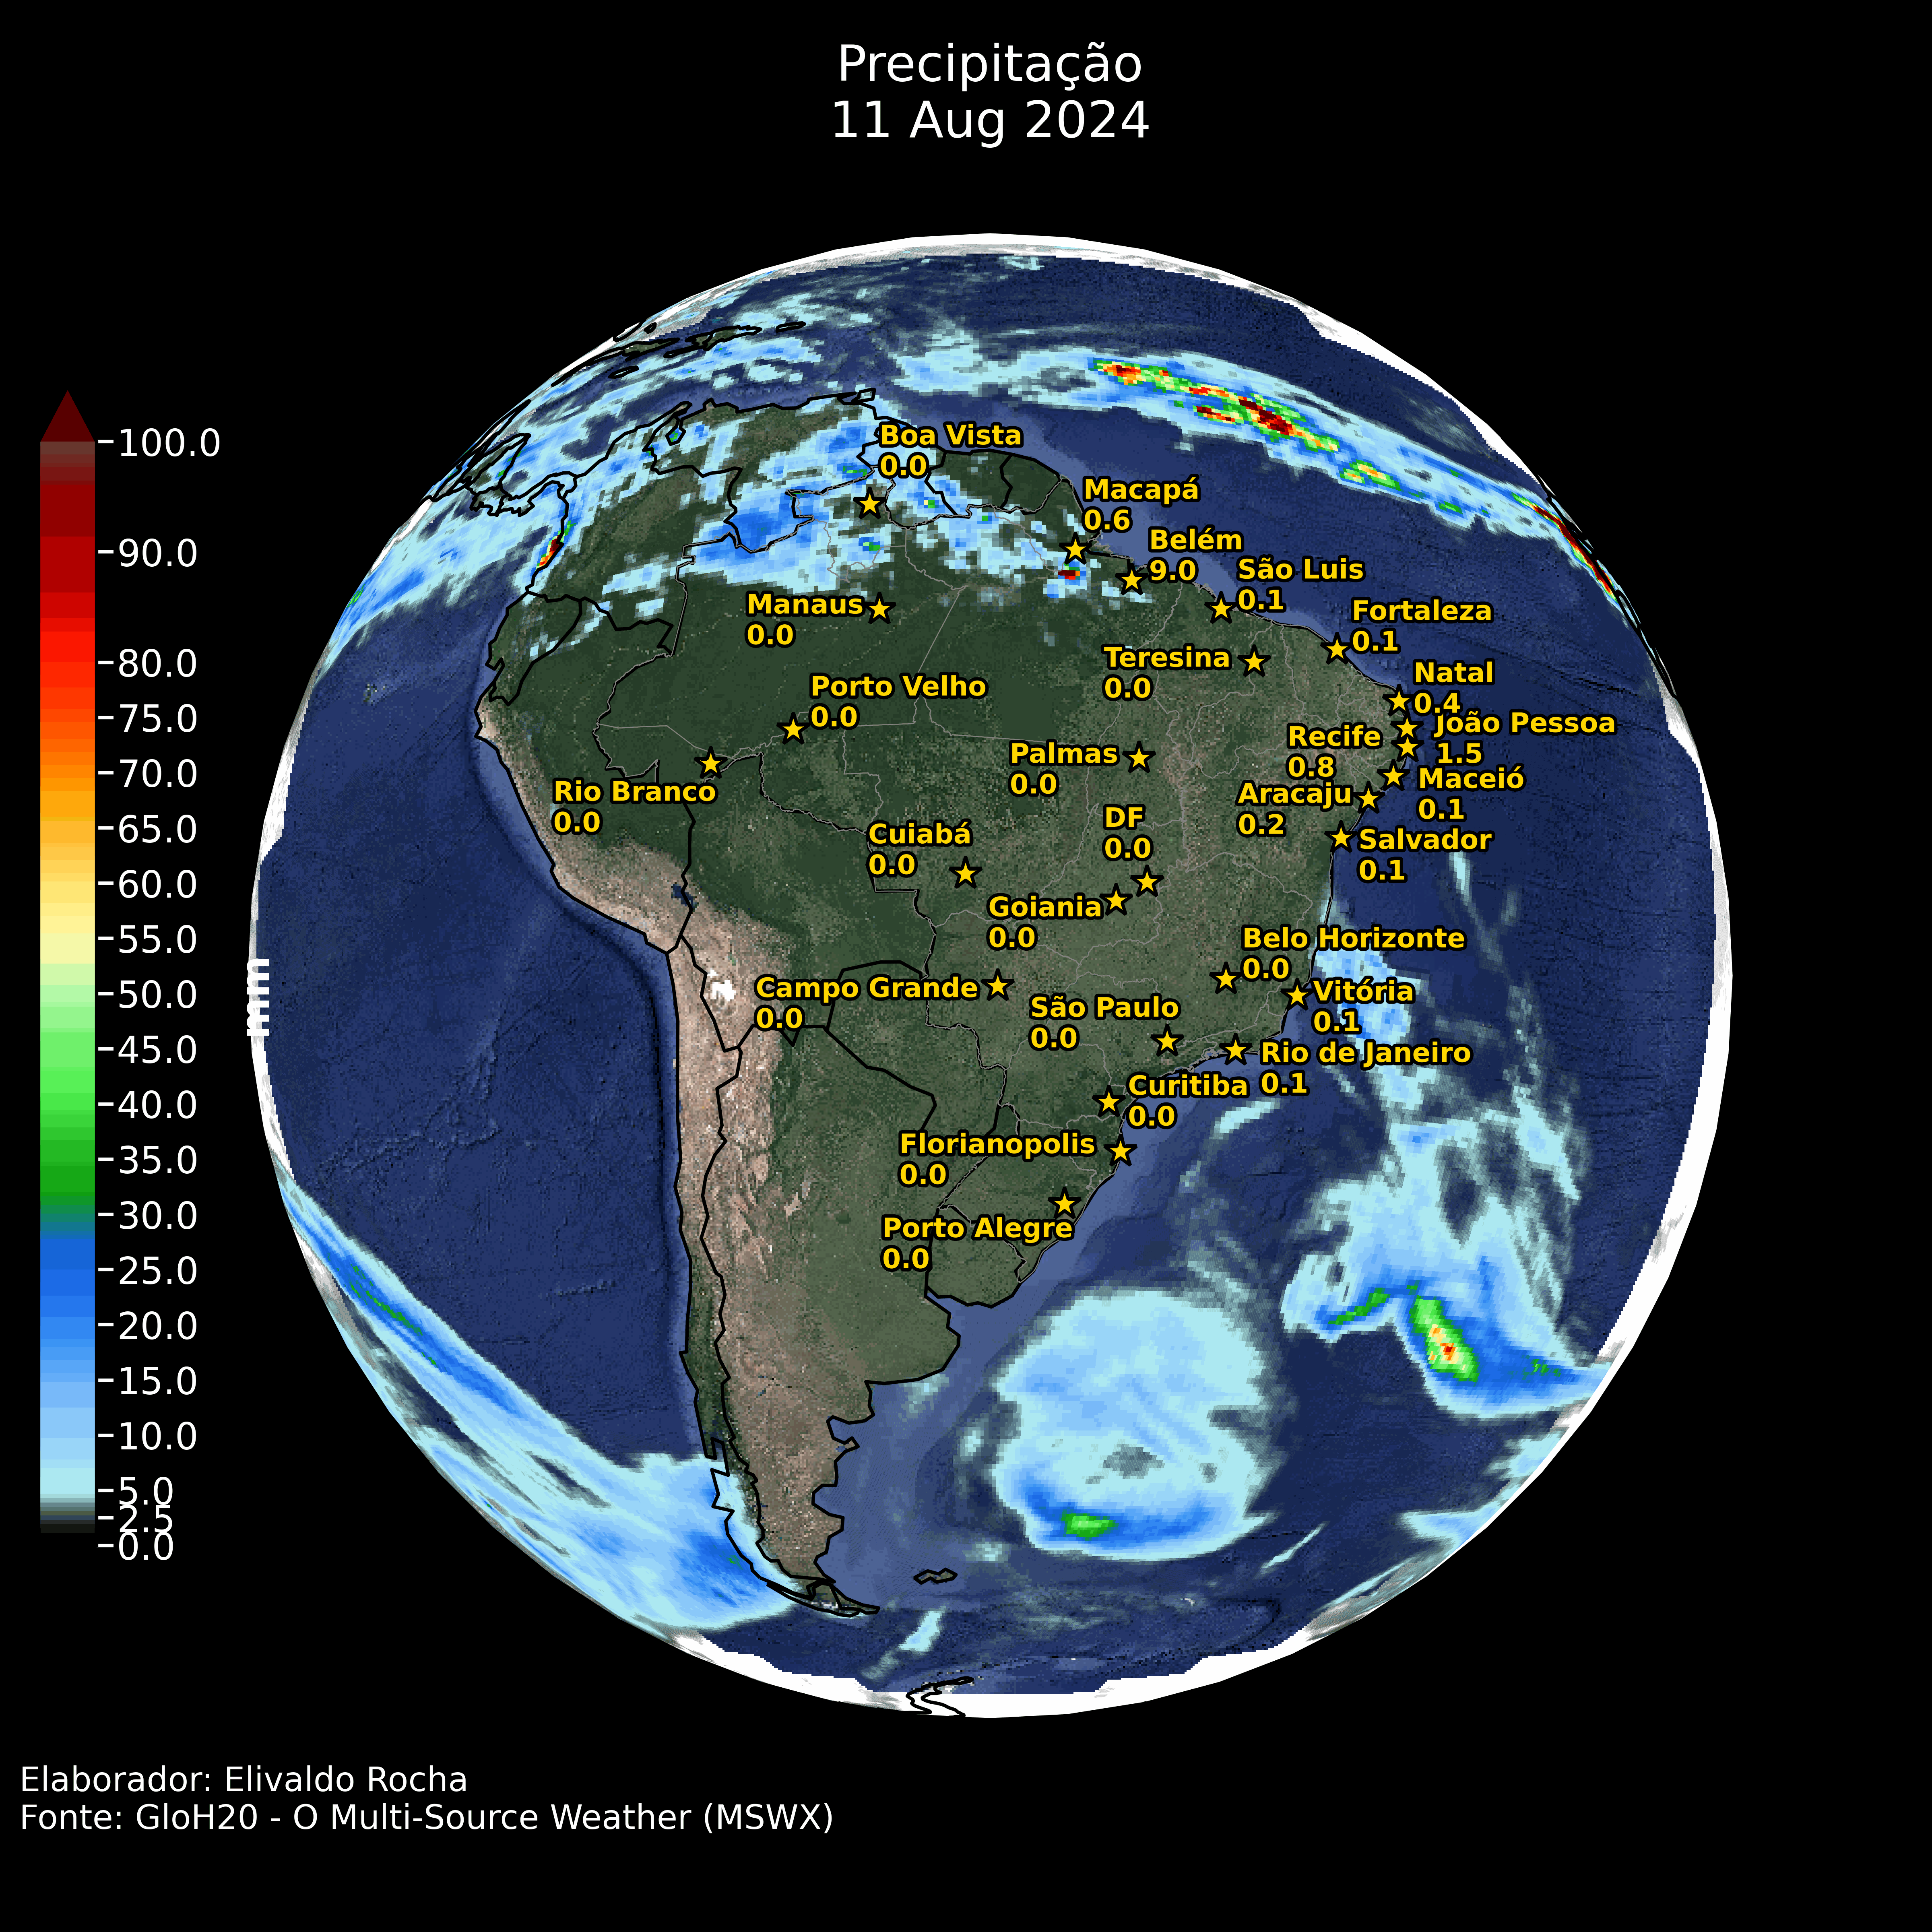 Precipitação
11 Aug 2024
100.0
90.0
80.0
75.0
70.0
65.0
60.0
55.0
50.0
45.0
40.0
35.0
30.0
25.0
20.0
15.0
10.0
5.0
2.5
0.0
mm
Boa Vista
0.0
Macapá
0.6
Belém
9.0
São Luis
0.1
Manaus
0.0
Fortaleza
0.1
Teresina
0.0
Natal
0.4
Porto Velho
0.0
João Pessoa
1.5
Recife
0.8
Palmas
0.0
Maceió
0.1
Rio Branco
0.0
Aracaju
0.2
DF
0.0
Cuiabá
0.0
Salvador
0.1
Goiania
0.0
Belo Horizonte
0.0
Campo Grande
0.0
Vitória
0.1
São Paulo
0.0
Rio de Janeiro
0.1
Curitiba
0.0
Florianopolis
0.0
Porto Alegre
0.0
Elaborador: Elivaldo Rocha
Fonte: GloH20 - O Multi-Source Weather (MSWX)